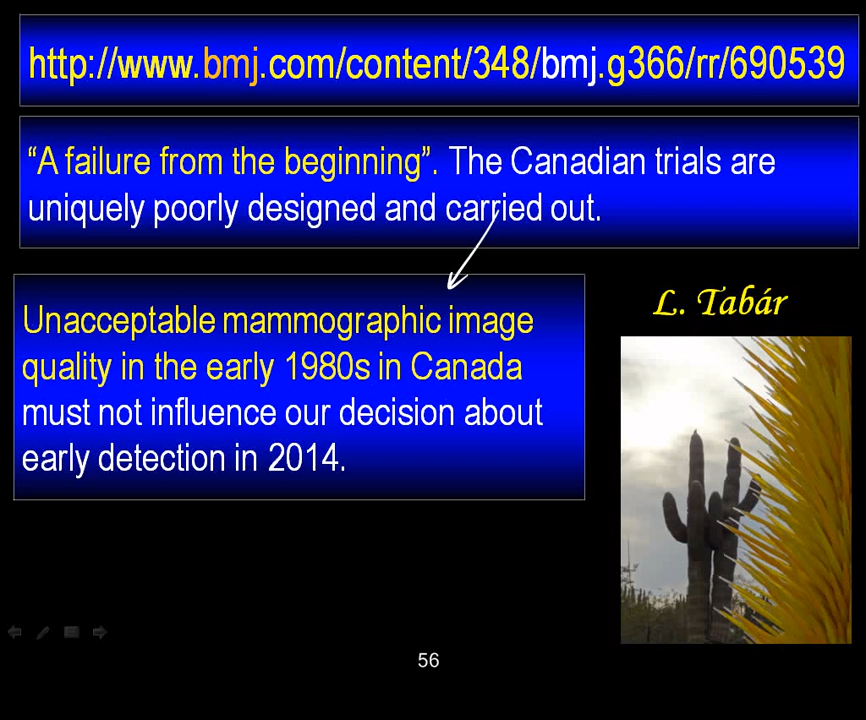 http://www.bmj.com/content/348/bmj.g366/rr/690539
“A failure from the beginning”. The Canadian trials are
uniquely poorly designed and carried out.
Unacceptable mammographic image
quality in the early 1980s in Canada
must not influence our decision about
early detection in 2014.
L. Tabár
56